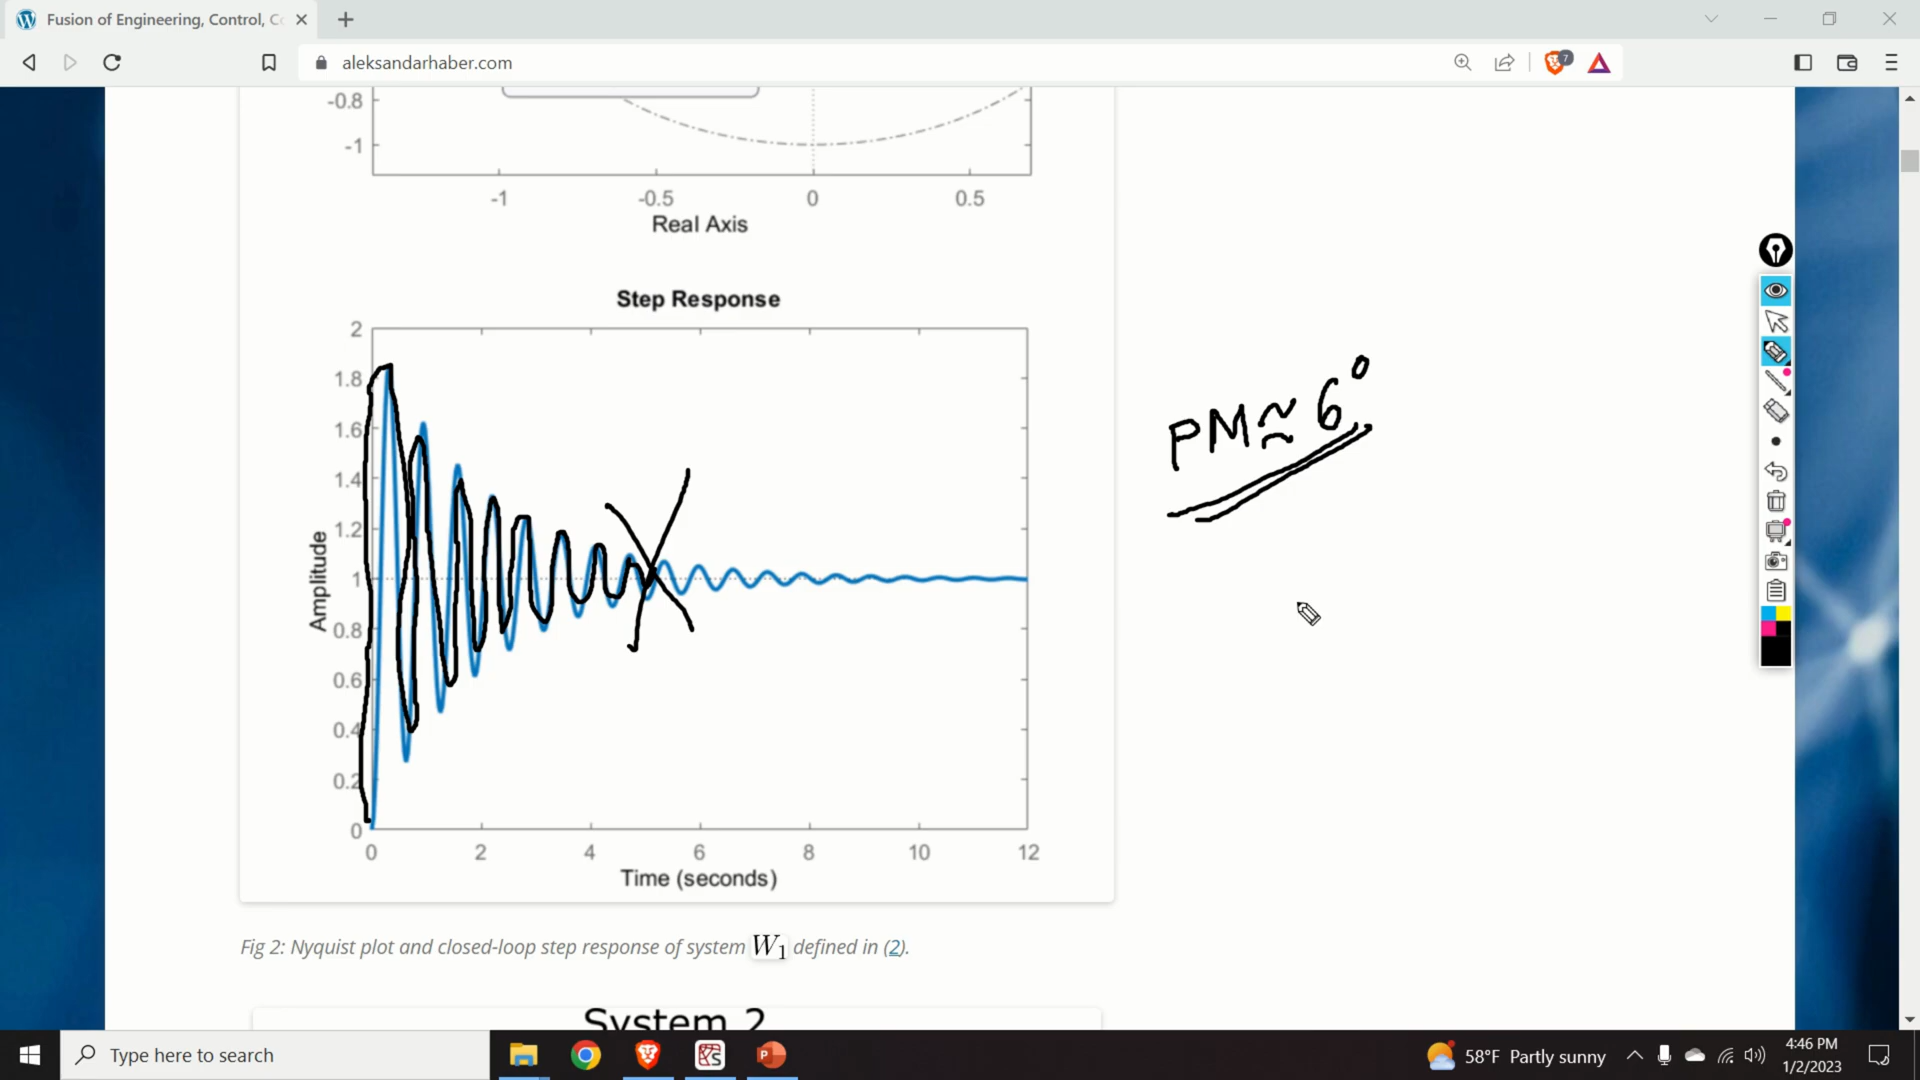 Fusion of Engineering, Control, Co
aleksandarhaber.com
7
-0.8
-1
-1 -0.5 0 0.5
Real Axis
Step Response
2
1.8
1.6
1.4
1.2
1
0.8
0.6
0.4
0.2
0
Amplitude
0 2 4 6 8 10 12
Time (seconds)
PM≈6°
Fig 2: Nyquist plot and closed-loop step response of system W1 defined in (2).
System 2
Type here to search
58°F Partly sunny
4:46 PM
1/2/2023